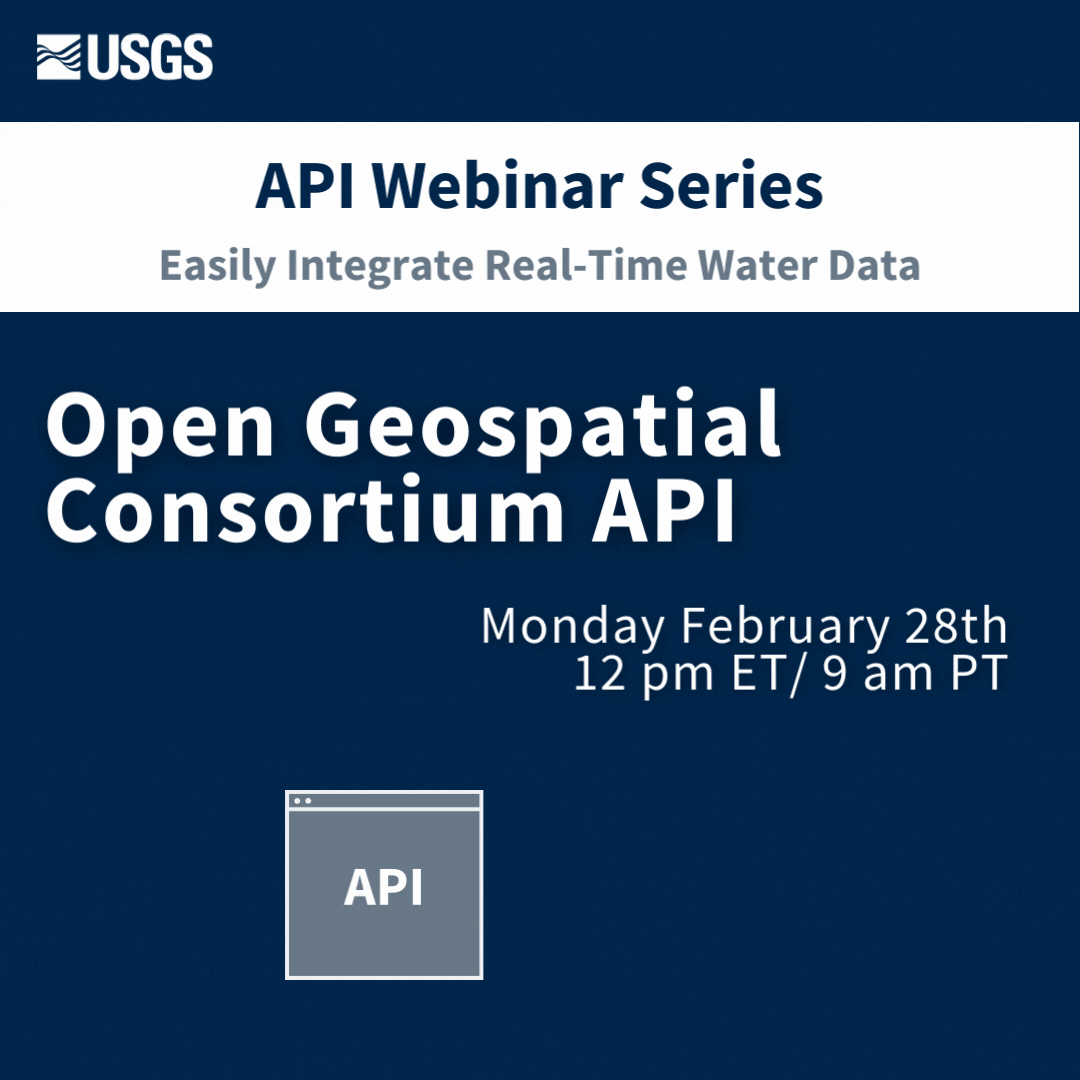 USGS
API Webinar Series
Easily Integrate Real-Time Water Data
Open Geospatial
Consortium API
Monday February 28th
12 pm ET/ 9 am PT
API